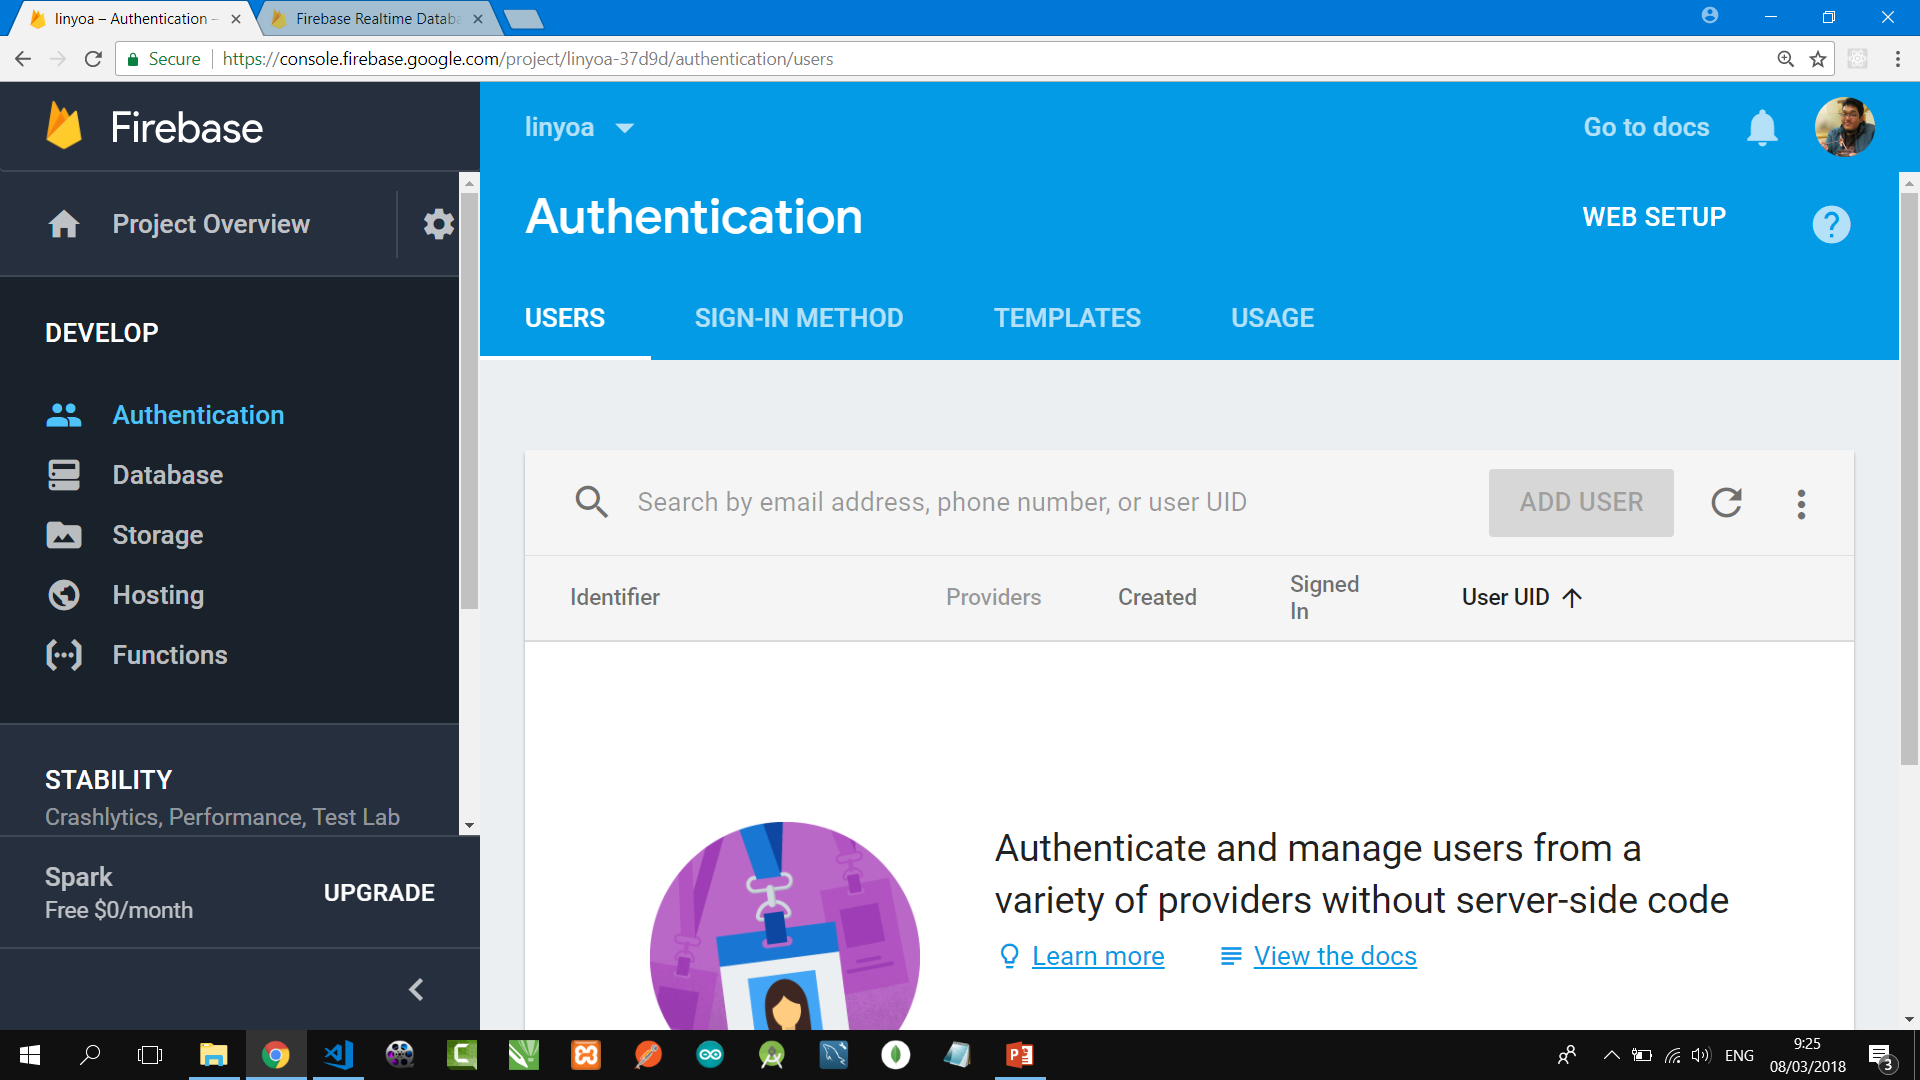 linyoa – Authentication –
Firebase Realtime Databa
Secure
https://console.firebase.google.com/project/linyoa-37d9d/authentication/users
Firebase
linyoa
Go to docs
Project Overview
Authentication
WEB SETUP
?
USERS
SIGN-IN METHOD
TEMPLATES
USAGE
DEVELOP
Authentication
Database
Storage
Hosting
Functions
Search by email address, phone number, or user UID
ADD USER
Identifier
Providers
Created
Signed
In
User UID
STABILITY
Crashlytics, Performance, Test Lab
Spark
Free $0/month
UPGRADE
Authenticate and manage users from a
variety of providers without server-side code
Learn more
View the docs
ENG
9:25
08/03/2018
3